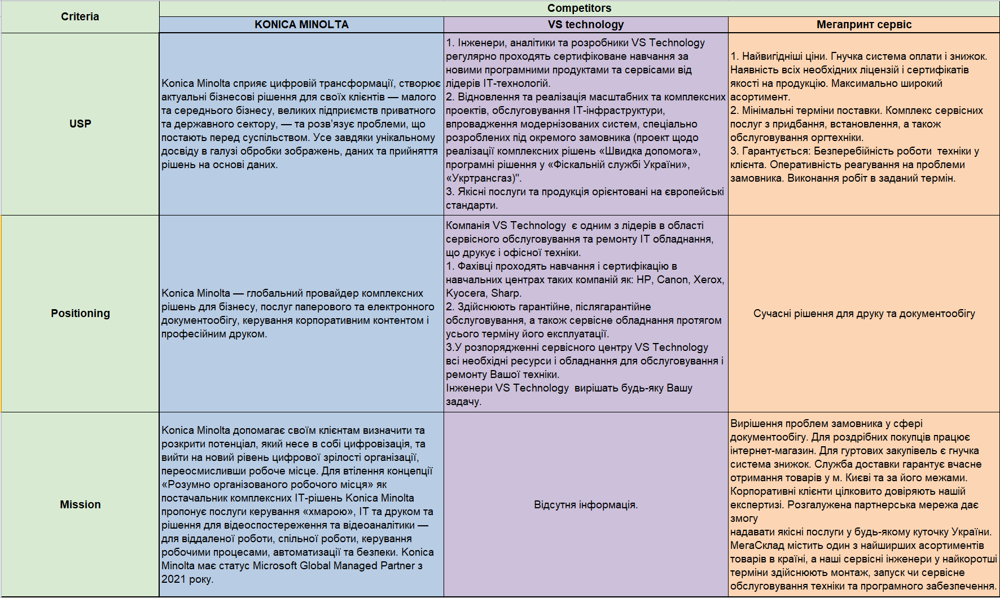 Criteria
Competitors
KONICA MINOLTA
VS technology
Мегапринт сервіс
USP
Konica Minolta сприяє цифровій трансформації, створює
актуальні бізнесові рішення для своїх клієнтів — малого
та середнього бізнесу, великих підприємств приватного
та державного сектору, — та розв’язує проблеми, що
постають перед суспільством. Усе завдяки унікальному
досвіду в галузі обробки зображень, даних та прийняття
рішень на основі даних.
1. Інженери, аналітики та розробники VS Technology
регулярно проходять сертифіковане навчання за
новими програмними продуктами та сервісами від
лідерів ІТ-технологій.
2. Відновлення та реалізація масштабних та комплексних
проектів, обслуговування ІТ-інфраструктури,
впровадження модернізованих систем, спеціально
розроблених під окремого замовника (проект щодо
реалізації комплексних рішень «Швидка допомога»,
програмні рішення у «Фіскальній службі України»,
«Укртрансгаз)".
3. Якісні послуги та продукція орієнтовані на європейські
стандарти.
1. Найвигідніші ціни. Гнучка система оплати і знижок.
Наявність всіх необхідних ліцензій і сертифікатів
якості на продукцію. Максимально широкий
асортимент.
2. Мінімальні терміни поставки. Комплекс сервісних
послуг з придбання, встановлення, а також
обслуговування оргтехніки.
3. Гарантується: Безперебійність роботи  техніки у
клієнта. Оперативність реагування на проблеми
замовника. Виконання робіт в заданий термін.
Positioning
Konica Minolta — глобальний провайдер комплексних
рішень для бізнесу, послуг паперового та електронного
документообігу, керування корпоративним контентом і
професійним друком.
Компанія VS Technology  є одним з лідерів в області
сервісного обслуговування та ремонту ІТ обладнання,
що друкує і офісної техніки.
1. Фахівці проходять навчання і сертифікацію в
навчальних центрах таких компаній як: HP, Canon, Xerox,
Kyocera, Sharp.
2. Здійснюють гарантійне, післягарантійне
обслуговування, а також сервісне обладнання протягом
усього терміну його експлуатації.
3.У розпорядженні сервісного центру VS Technology
всі необхідні ресурси і обладнання для обслуговування і
ремонту Вашої техніки.
Інженери VS Technology  вирішать будь-яку Вашу
задачу.
Сучасні рішення для друку та документообігу
Mission
Konica Minolta допомагає своїм клієнтам визначити та
розкрити потенціал, який несе в собі цифровізація, та
вийти на новий рівень цифрової зрілості організації,
переосмисливши робоче місце. Для втілення концепції
«Розумно організованого робочого місця» як
постачальник комплексних ІТ-рішень Konica Minolta
пропонує послуги керування «хмарою», ІТ та друком та
рішення для відеоспостереження та відеоаналітики —
для віддаленої роботи, спільної роботи, керування
робочими процесами, автоматизації та безпеки. Konica
Minolta має статус Microsoft Global Managed Partner з
2021 року.
Відсутня інформація.
Вирішення проблем замовника у сфері
документообігу. Для роздрібних покупців працює
інтернет-магазин. Для гуртових закупівель є гнучка
система знижок. Служба доставки гарантує вчасне
отримання товарів у м. Києві та за його межами.
Корпоративні клієнти цілковито довіряють нашій
експертизі. Розгалужена партнерська мережа дає
змогу
надавати якісні послуги у будь-якому куточку України.
МегаСклад містить один з найширших асортиментів
товарів в країні, а наші сервісні інженери у найкоротші
терміни здійснюють монтаж, запуск чи сервісне
обслуговування техніки та програмного забезпечення.